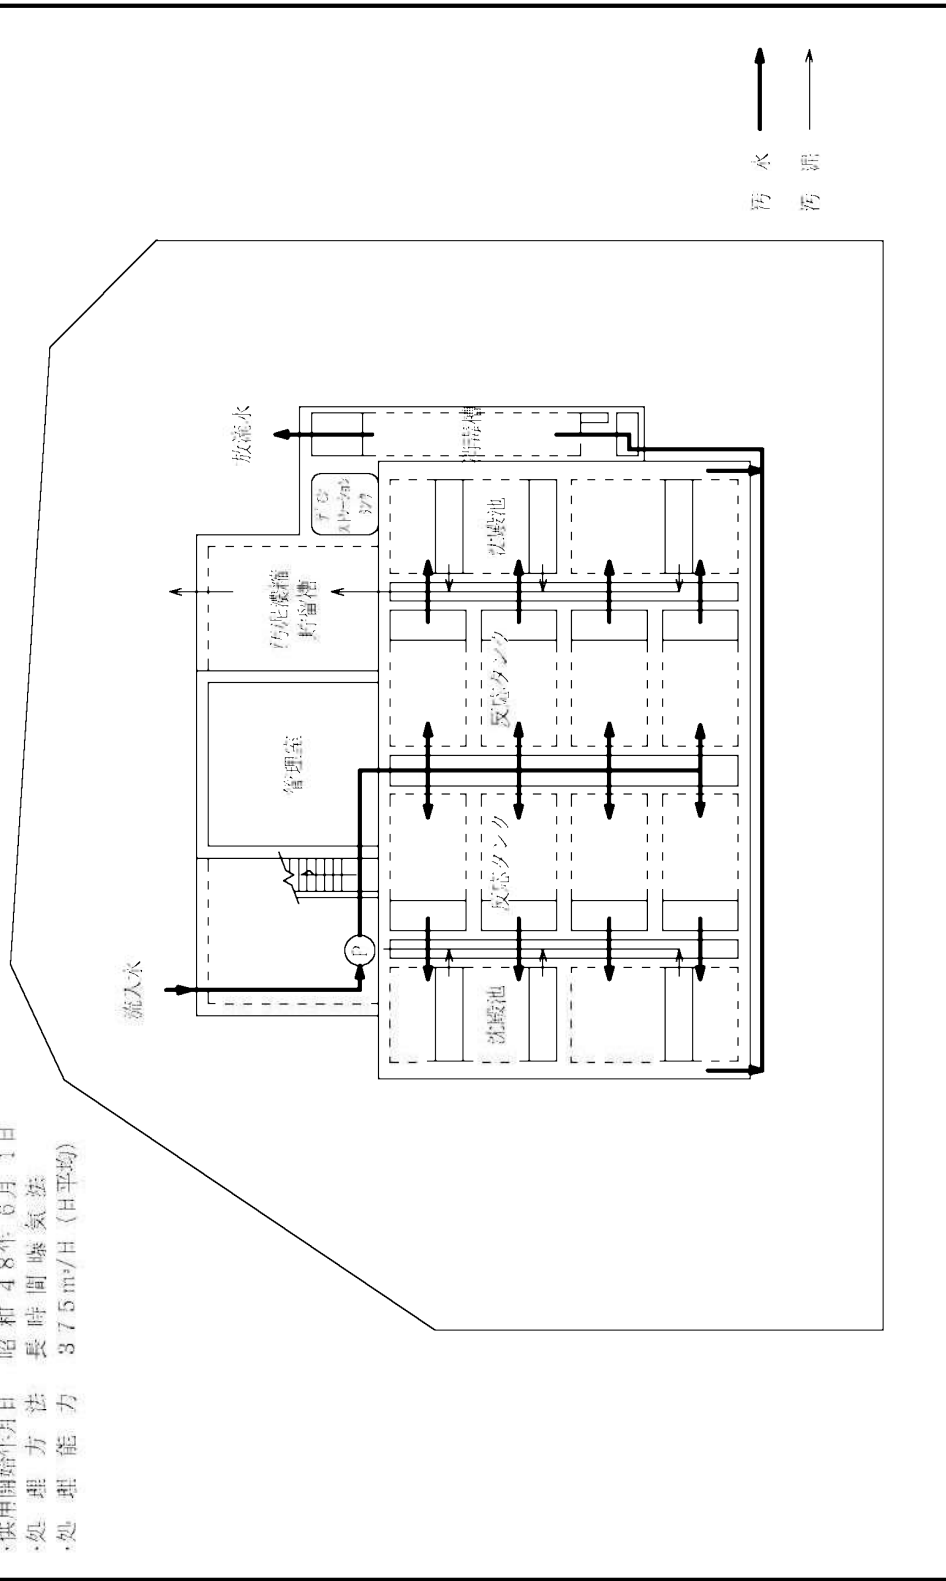 ・供用開始年月日 昭和48年6月1日
・処理方法 長時間曝気法
・処理能力 375m³/日(日平均)
流入水
P
管理室
汚泥濃縮
貯留槽
放流水
沈殿池
反応タンク
反応タンク
沈殿池
汚水
汚泥